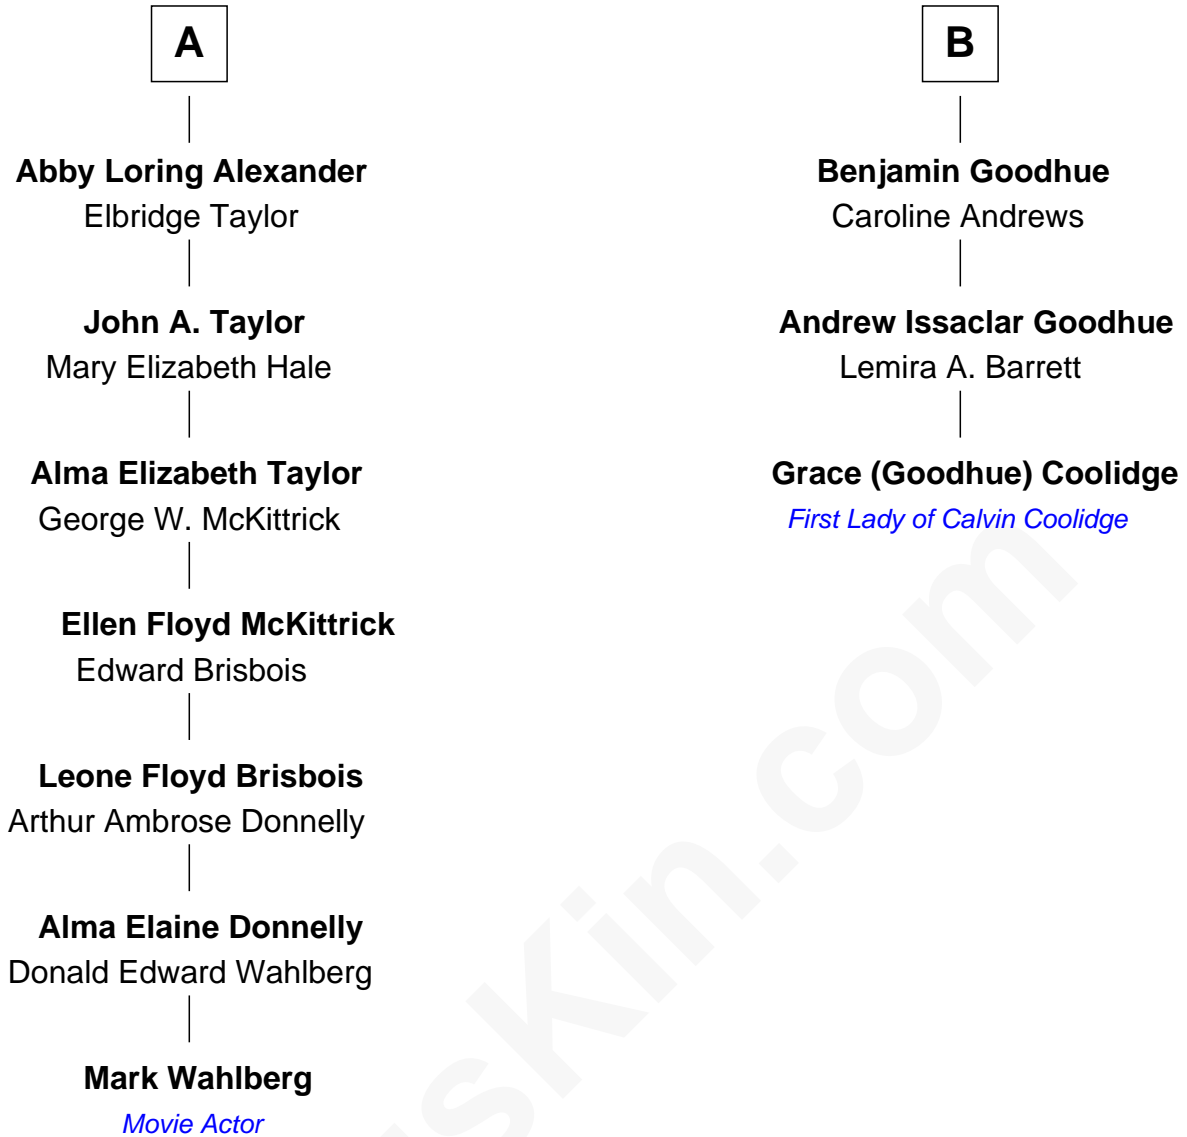 A
Abby Loring Alexander
Elbridge Taylor
John A. Taylor
Mary Elizabeth Hale
Alma Elizabeth Taylor
George W. McKittrick
Ellen Floyd McKittrick
Edward Brisbois
Leone Floyd Brisbois
Arthur Ambrose Donnelly
Alma Elaine Donnelly
Donald Edward Wahlberg
Mark Wahlberg
Movie Actor
B
Benjamin Goodhue
Caroline Andrews
Andrew Issaclar Goodhue
Lemira A. Barrett
Grace (Goodhue) Coolidge
First Lady of Calvin Coolidge